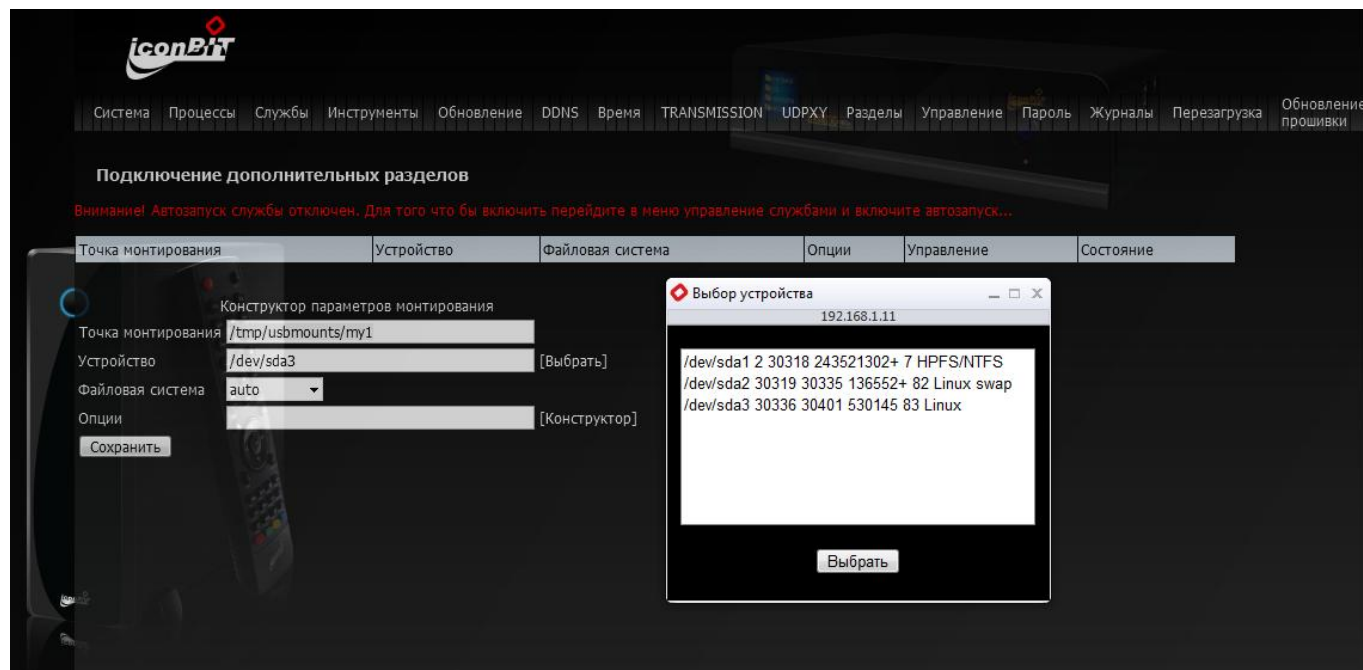 iconBIT
Система Процессы Службы Инструменты Обновление DDNS Время TRANSMISSION UDPXY Разделы Управление Пароль Журналы Перезагрузка Обновление
прошивки
Подключение дополнительных разделов
Внимание! Автозапуск службы отключен. Для того что бы включить перейдите в меню управление службами и включите автозапуск...
Точка монтирования Устройство Файловая система Опции Управление Состояние
Конструктор параметров монтирования
Точка монтирования /tmp/usbmounts/my1
Устройство /dev/sda3 [Выбрать]
Файловая система auto
Опции [Конструктор]
Сохранить
Выбор устройства
192.168.1.11
/dev/sda1 2 30318 243521302+ 7 HPFS/NTFS
/dev/sda2 30319 30335 136552+ 82 Linux swap
/dev/sda3 30336 30401 530145 83 Linux
Выбрать